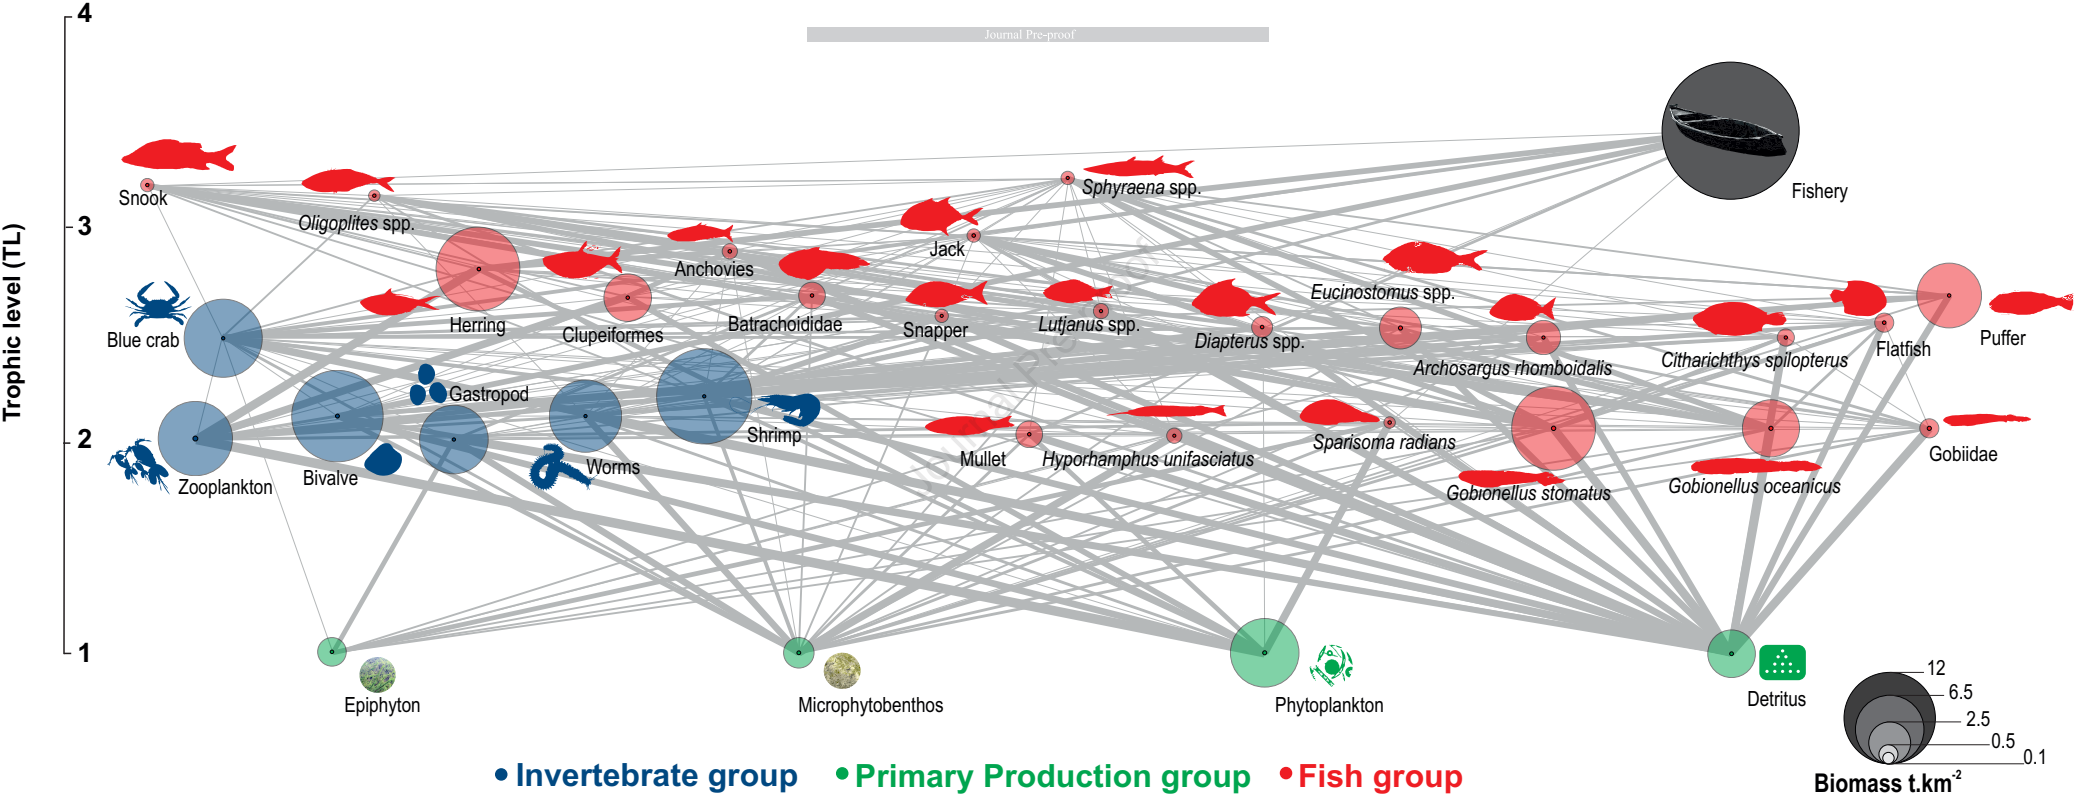 4
Journal Pre-proof
Fishery
Sphyraena spp.
Snook
3
Oligoplites spp.
Jack
Anchovies
Eucinostomus spp.
Trophic level (TL)
Herring
Clupeiformes
Batrachoididae
Snapper
Lutjanus spp.
Diapterus spp.
Archosargus rhomboidalis
Citharichthys spilopterus
Flatfish
Puffer
Blue crab
Gastropod
2
Shrimp
Mullet
Hyporhamphus unifasciatus
Sparisoma radians
Gobiidae
Zooplankton
Bivalve
Worms
Gobionellus stomatus
Gobionellus oceanicus
Journal Pre-proof
1
Epiphyton
Microphytobenthos
Phytoplankton
Detritus
12
6.5
2.5
0.5
0.1
Biomass t.km-2
Invertebrate group
Primary Production group
Fish group